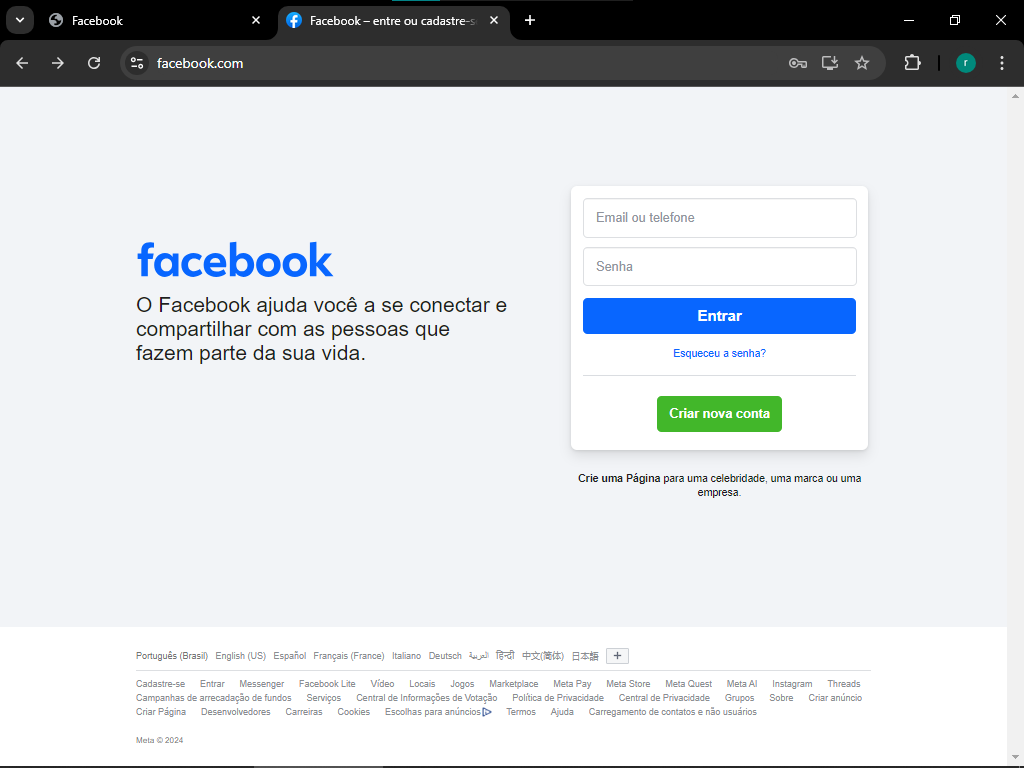 Facebook
Facebook – entre ou cadastre-se
facebook.com
r
facebook
O Facebook ajuda você a se conectar e
compartilhar com as pessoas que
fazem parte da sua vida.
Email ou telefone
Senha
Entrar
Esqueceu a senha?
Criar nova conta
Crie uma Página para uma celebridade, uma marca ou uma
empresa.
Português (Brasil) English (US) Español Français (France) Italiano Deutsch العربية हिन्दी 中文(简体) 日本語 +
Cadastre-se Entrar Messenger Facebook Lite Vídeo Locais Jogos Marketplace Meta Pay Meta Store Meta Quest Meta AI Instagram Threads
Campanhas de arrecadação de fundos Serviços Central de Informações de Votação Política de Privacidade Central de Privacidade Grupos Sobre Criar anúncio
Criar Página Desenvolvedores Carreiras Cookies Escolhas para anúncios Termos Ajuda Carregamento de contatos e não usuários
Meta © 2024